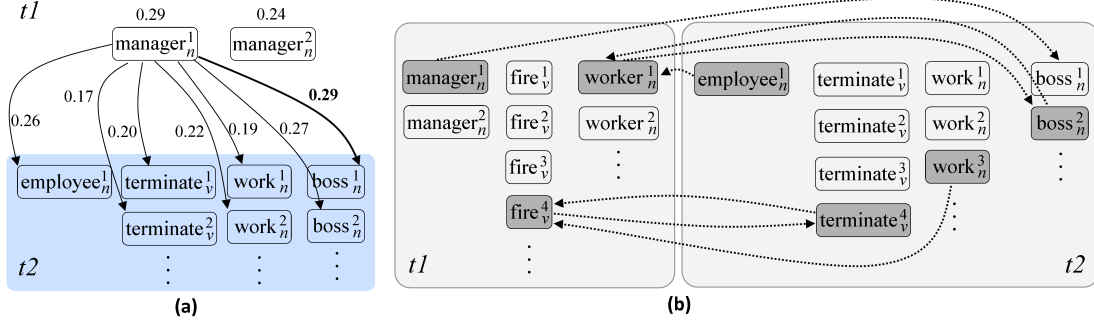 t1
0.29 0.24
manager¹ₙ manager²ₙ
0.26 0.17 0.20 0.22 0.19 0.27 0.29
employee¹ₙ terminate¹ᵥ work¹ₙ boss¹ₙ
terminate²ᵥ work²ₙ boss²ₙ
t2
(a)
manager¹ₙ fire¹ᵥ worker¹ₙ employee¹ₙ terminate¹ᵥ work¹ₙ boss¹ₙ
manager²ₙ fire²ᵥ worker²ₙ terminate²ᵥ work²ₙ boss²ₙ
fire³ᵥ terminate³ᵥ work³ₙ
fire⁴ᵥ terminate⁴ᵥ
t1 t2
(b)